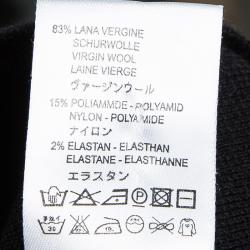 83% LANA VERGINE
SCHURWOLLE
VIRGIN WOOL
LAINE VIERGE
ヴァージンウール
15% POLIAMMDE - POLYAMID
NYLON - POLYAMIDE
ナイロン
2% ELASTAN - ELASTHAN
ELASTANE - ELASTHANNE
エラスタン